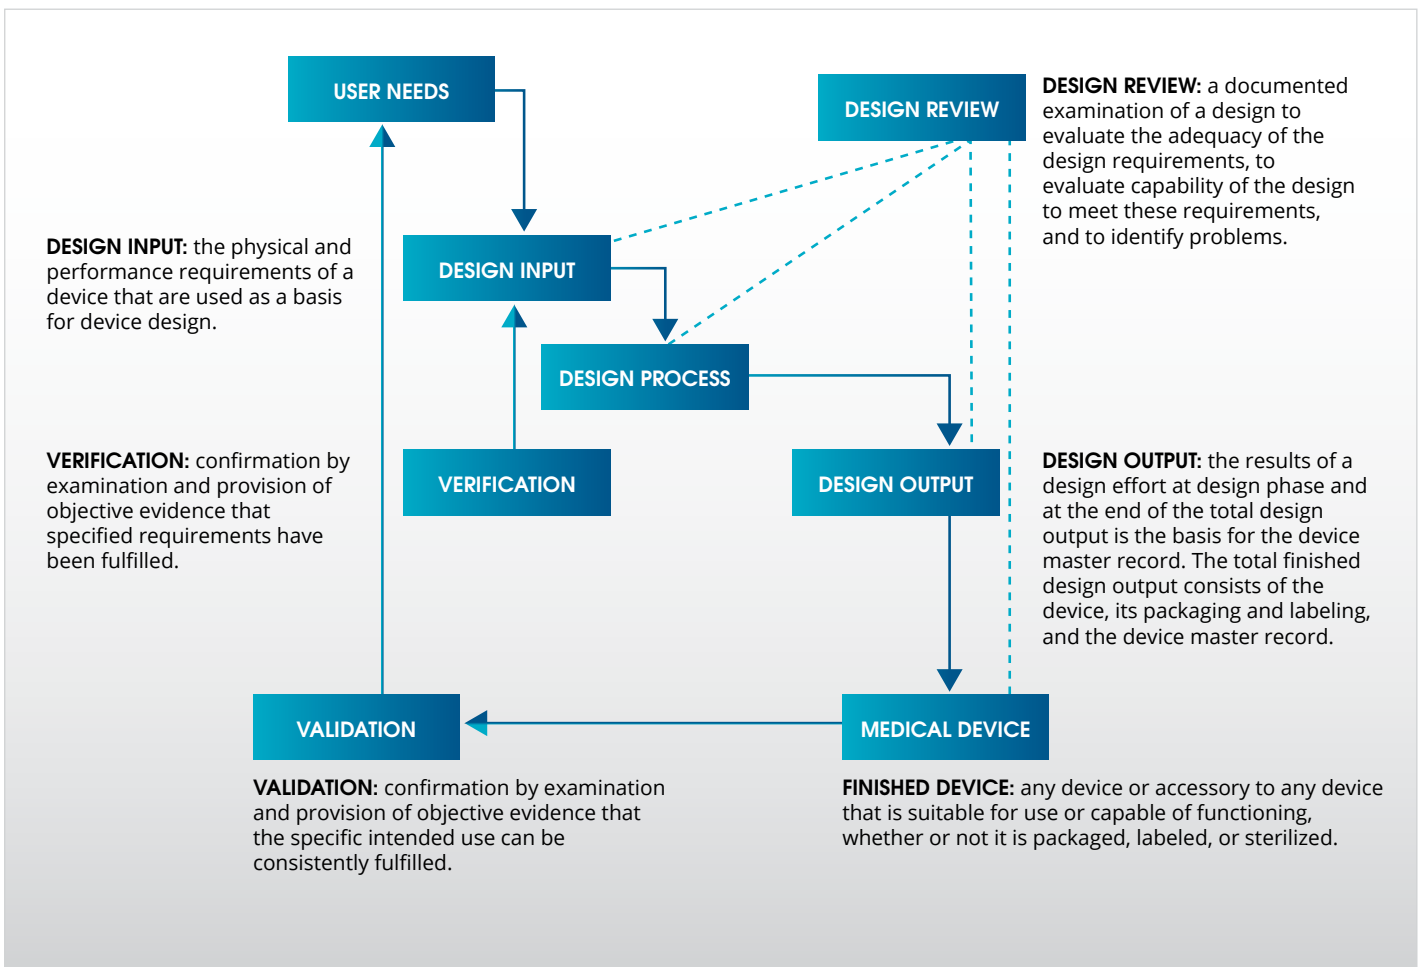 USER NEEDS
DESIGN REVIEW
DESIGN REVIEW: a documented
examination of a design to
evaluate the adequacy of the
design requirements, to
evaluate capability of the design
to meet these requirements,
and to identify problems.
DESIGN INPUT: the physical and
performance requirements of a
device that are used as a basis
for device design.
DESIGN INPUT
DESIGN PROCESS
VERIFICATION: confirmation by
examination and provision of
objective evidence that
specified requirements have
been fulfilled.
VERIFICATION
DESIGN OUTPUT
DESIGN OUTPUT: the results of a
design effort at design phase and
at the end of the total design
output is the basis for the device
master record. The total finished
design output consists of the
device, its packaging and labeling,
and the device master record.
VALIDATION
MEDICAL DEVICE
VALIDATION: confirmation by examination
and provision of objective evidence that
the specific intended use can be
consistently fulfilled.
FINISHED DEVICE: any device or accessory to any device
that is suitable for use or capable of functioning,
whether or not it is packaged, labeled, or sterilized.